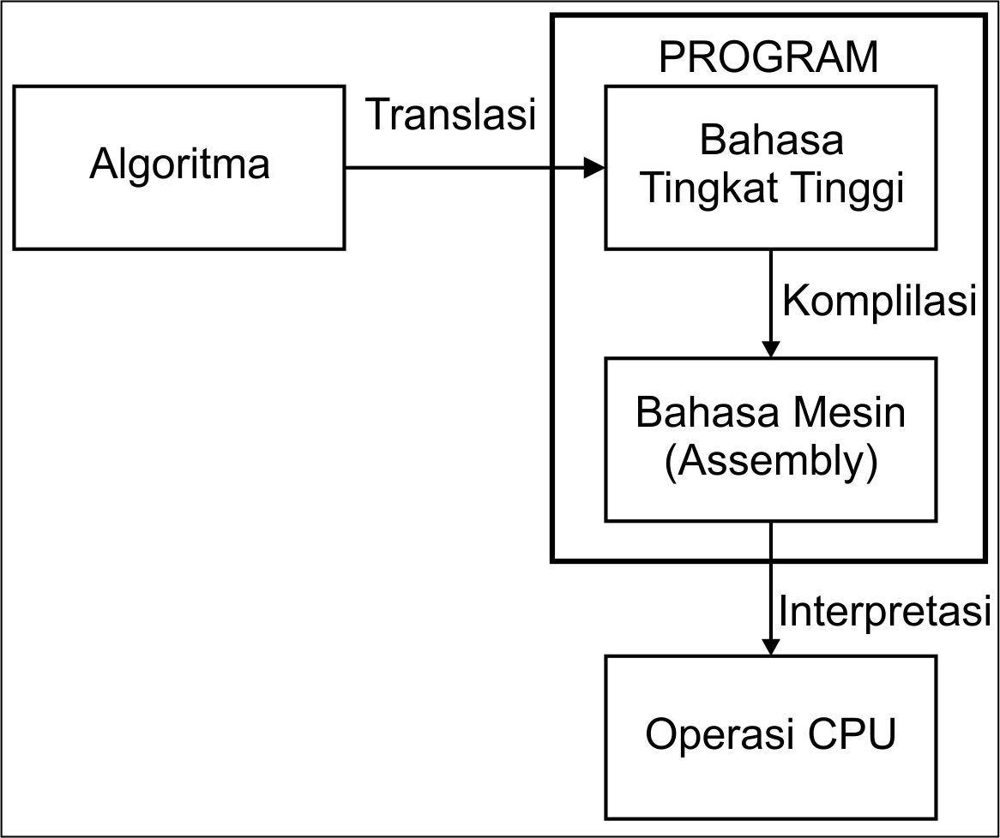 PROGRAM
Algoritma
Translasi
Bahasa
Tingkat Tinggi
Komplilasi
Bahasa Mesin
(Assembly)
Interpretasi
Operasi CPU